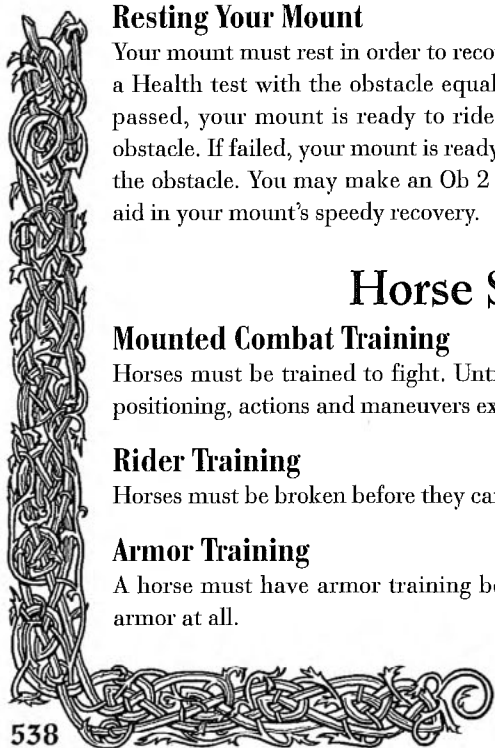 Resting Your Mount
Your mount must rest in order to reco
a Health test with the obstacle equal
passed, your mount is ready to ride
obstacle. If failed, your mount is ready
the obstacle. You may make an Ob 2
aid in your mount's speedy recovery.
Horse S
Mounted Combat Training
Horses must be trained to fight. Unt
positioning, actions and maneuvers ex
Rider Training
Horses must be broken before they ca
Armor Training
A horse must have armor training be
armor at all.
538